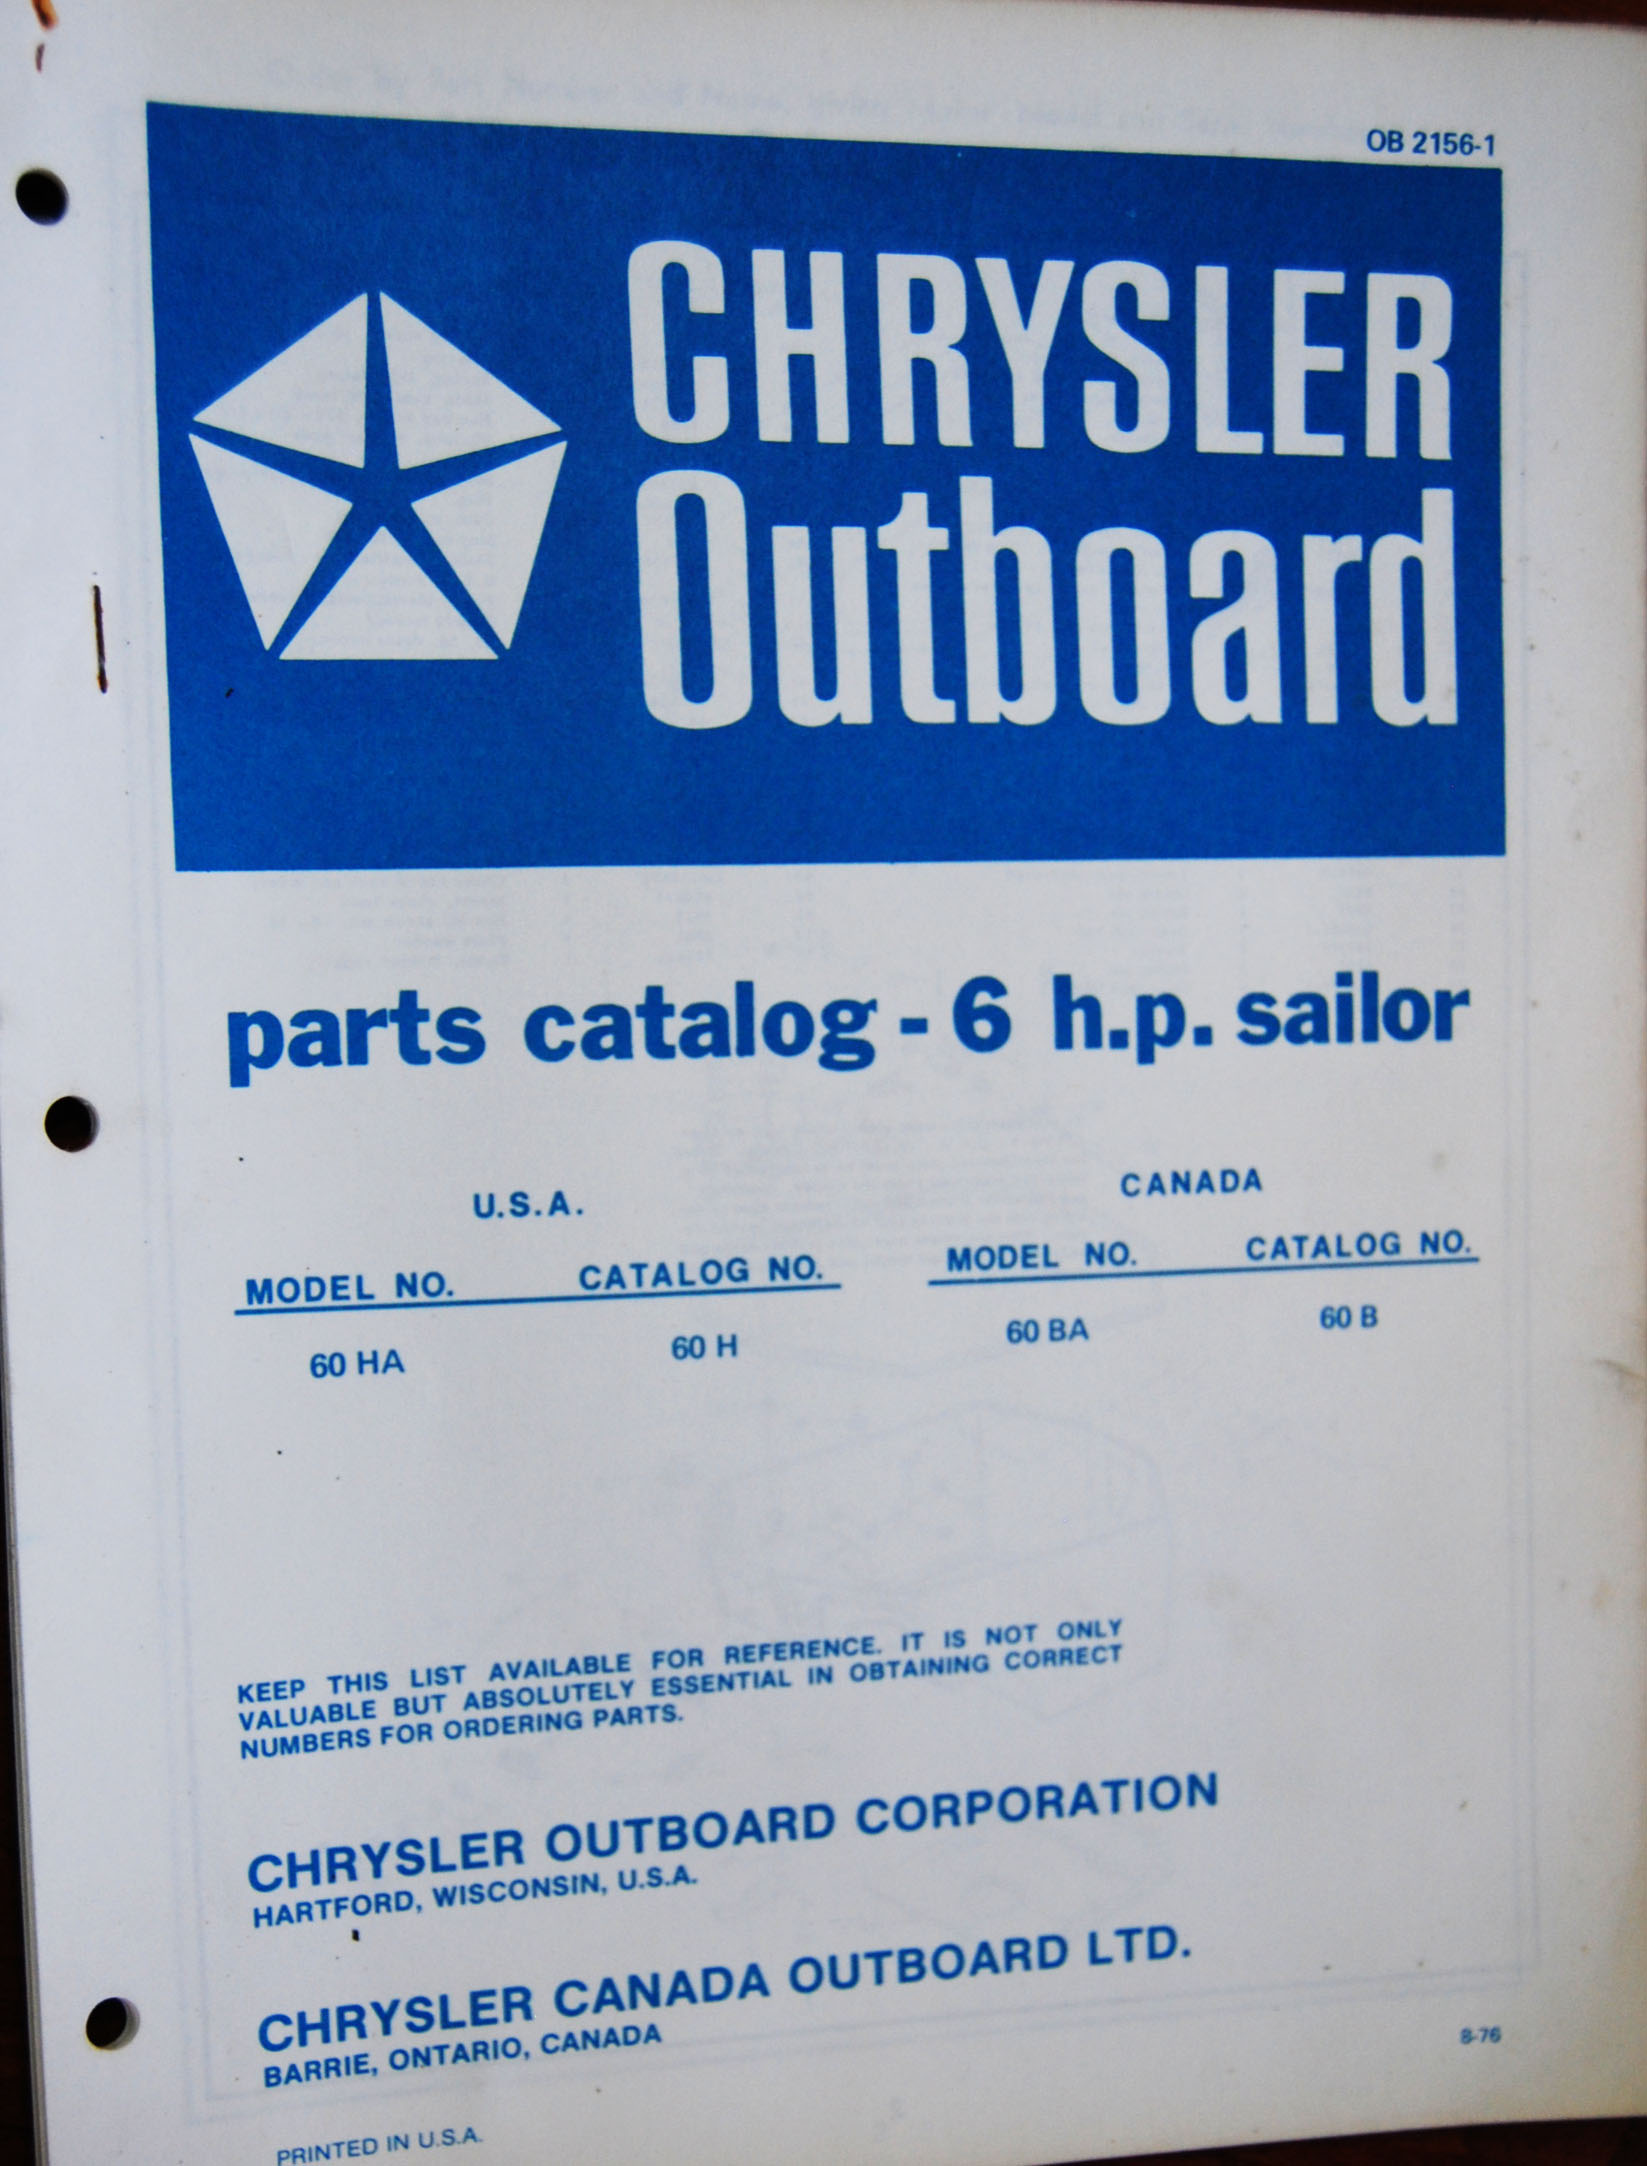 OB 2156-1
CHRYSLER
Outboard
parts catalog - 6 h.p. sailor
U.S.A.
CANADA
MODEL NO. CATALOG NO. MODEL NO. CATALOG NO.
60 HA 60 H 60 BA 60 B
KEEP THIS LIST AVAILABLE FOR REFERENCE. IT IS NOT ONLY
VALUABLE BUT ABSOLUTELY ESSENTIAL IN OBTAINING CORRECT
NUMBERS FOR ORDERING PARTS.
CHRYSLER OUTBOARD CORPORATION
HARTFORD, WISCONSIN, U.S.A.
CHRYSLER CANADA OUTBOARD LTD.
BARRIE, ONTARIO, CANADA
8-76
PRINTED IN U.S.A.